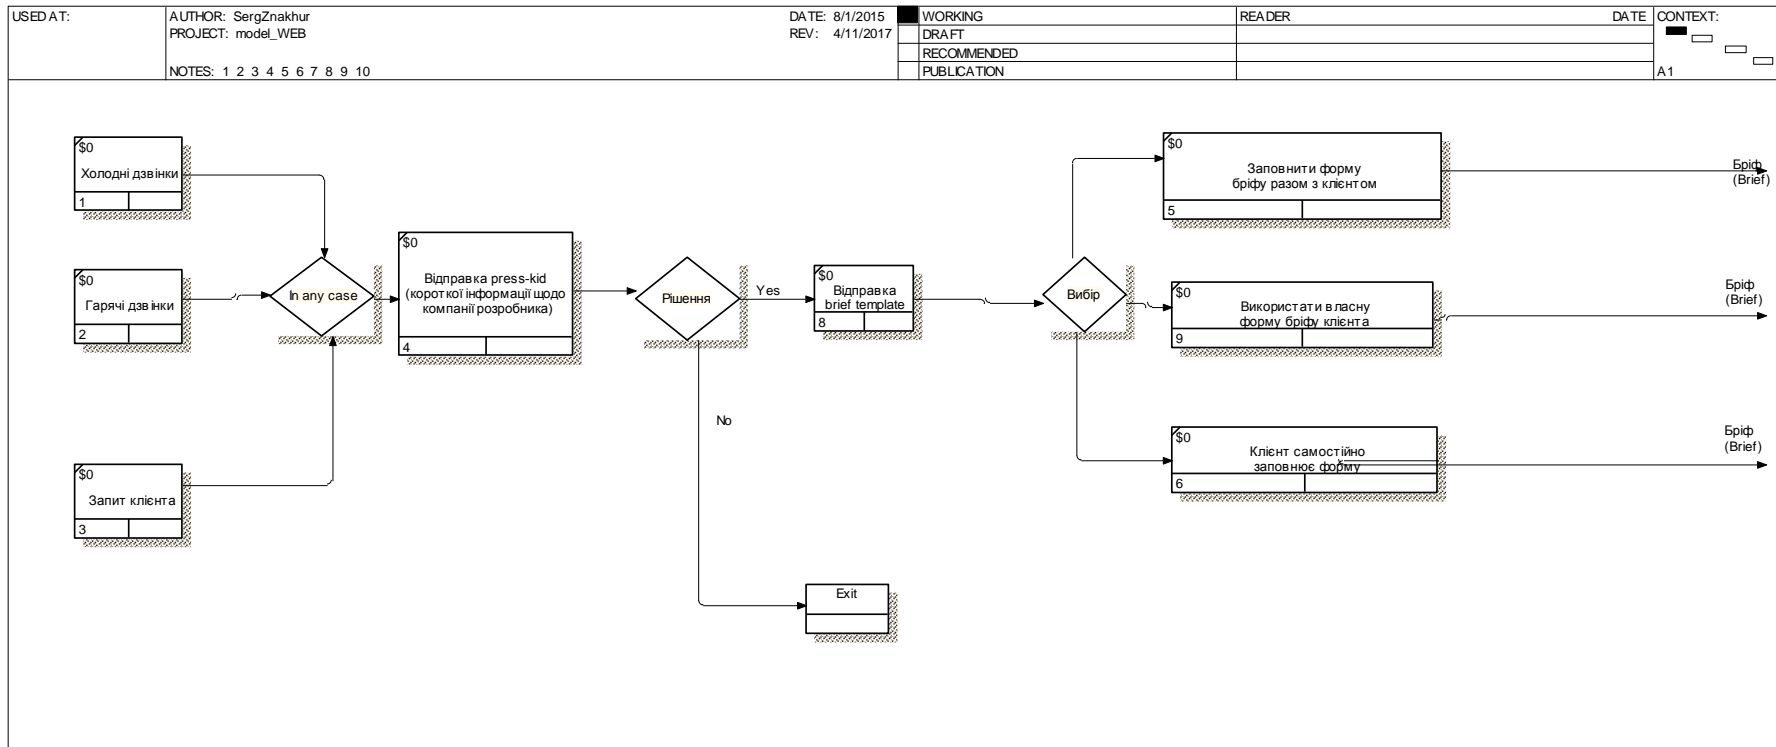 USED AT:
AUTHOR: SergZnakhur
DATE: 8/1/2015
PROJECT: model_WEB
REV: 4/11/2017
NOTES: 1 2 3 4 5 6 7 8 9 10
WORKING
DRAFT
RECOMMENDED
PUBLICATION
READER
DATE
CONTEXT:
A1
$0
Холодні дзвінки
1
$0
Гарячі дзвінки
2
$0
Запит клієнта
3
In any case
$0
Відправка press-kid
(короткої інформації щодо
компанії розробника)
4
Рішення
Yes
No
$0
Відправка
brief template
8
Exit
Вибір
$0
Заповнити форму
бріфу разом з клієнтом
5
Бріф
(Brief)
$0
Використати власну
форму бріфу клієнта
9
Бріф
(Brief)
$0
Клієнт самостійно
заповнює форму
6
Бріф
(Brief)